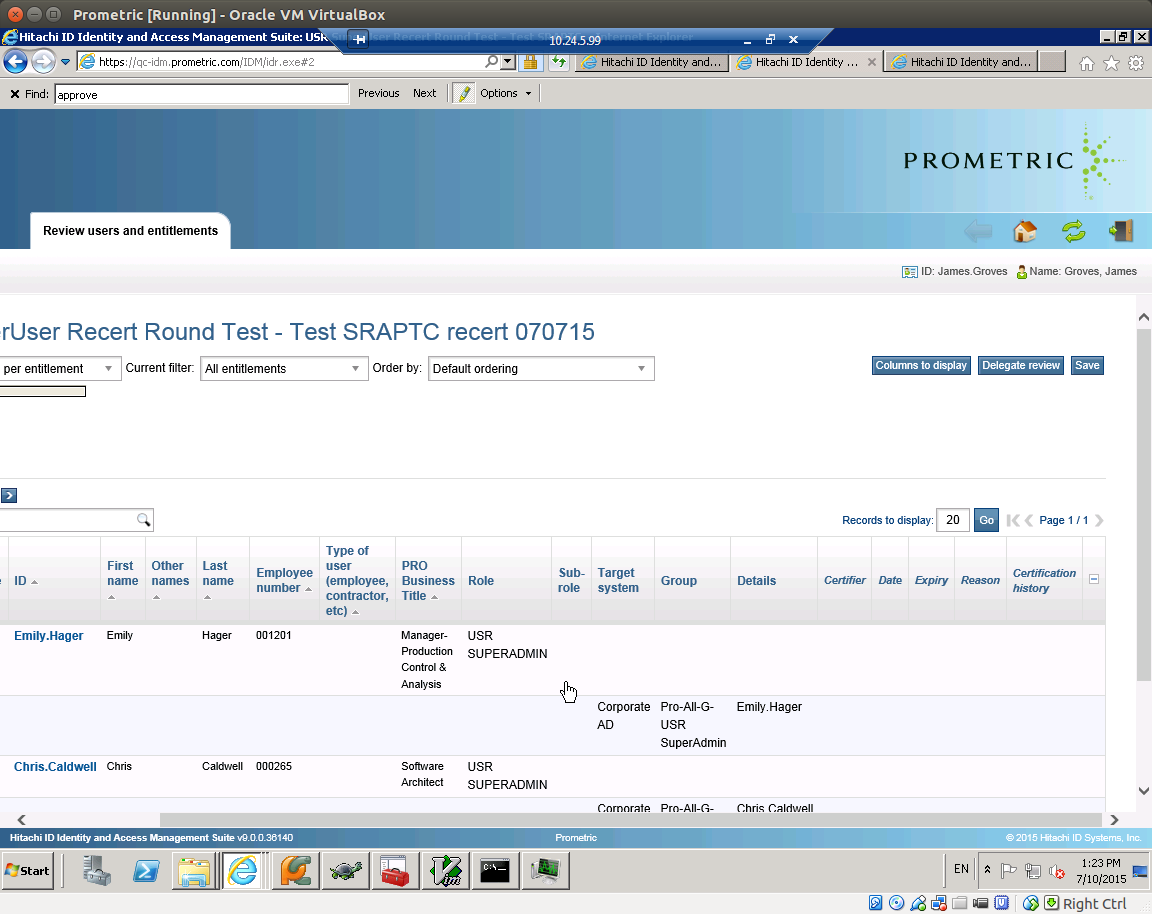 Prometric [Running] - Oracle VM VirtualBox
Hitachi ID Identity and Access Management Suite: USR
10.24.5.99
https://qc-idm.prometric.com/IDM/idr.exe#2
Hitachi ID Identity and...
Hitachi ID Identity ...
Hitachi ID Identity and...
Find: approve Previous Next Options
PROMETRIC
Review users and entitlements
ID: James.Groves Name: Groves, James
erUser Recert Round Test - Test SRAPTC recert 070715
per entitlement Current filter: All entitlements Order by: Default ordering Columns to display Delegate review Save
Records to display: 20 Go Page 1 / 1
ID First name Other names Last name Employee number Type of user (employee, contractor, etc) PRO Business Title Role Sub-role Target system Group Details Certifier Date Expiry Reason Certification history
Emily.Hager Emily Hager 001201 Manager- USR
Production SUPERADMIN
Control &
Analysis
Corporate Pro-All-G- Emily.Hager
AD USR
SuperAdmin
Chris.Caldwell Chris Caldwell 000265 Software USR
Architect SUPERADMIN
Corporate Pro-All-G- Chris.Caldwell
Hitachi ID Identity and Access Management Suite v9.0.0.36140 Prometric © 2015 Hitachi ID Systems, Inc.
Start EN 1:23 PM
7/10/2015
Right Ctrl